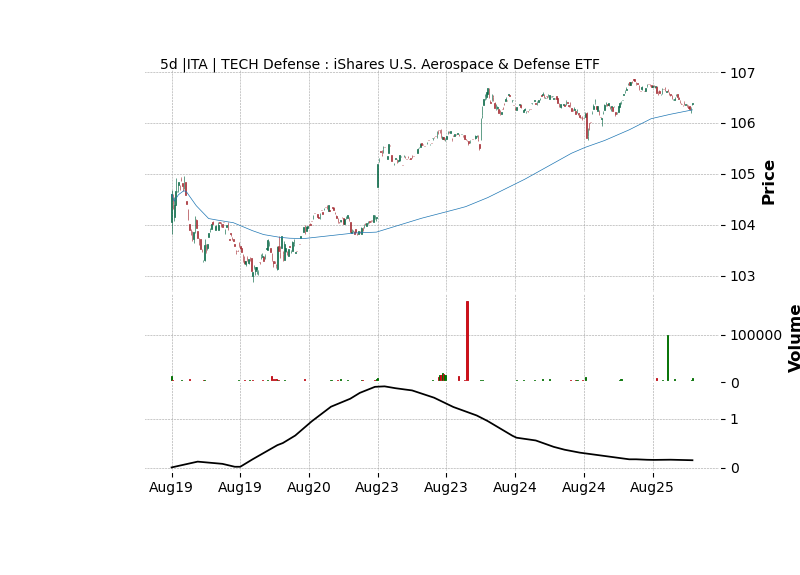 5d |ITA | TECH Defense : iShares U.S. Aerospace & Defense ETF
107
106
105
104
103
Price
100000
0
Volume
1
0
Aug19 Aug19 Aug20 Aug23 Aug23 Aug24 Aug24 Aug25